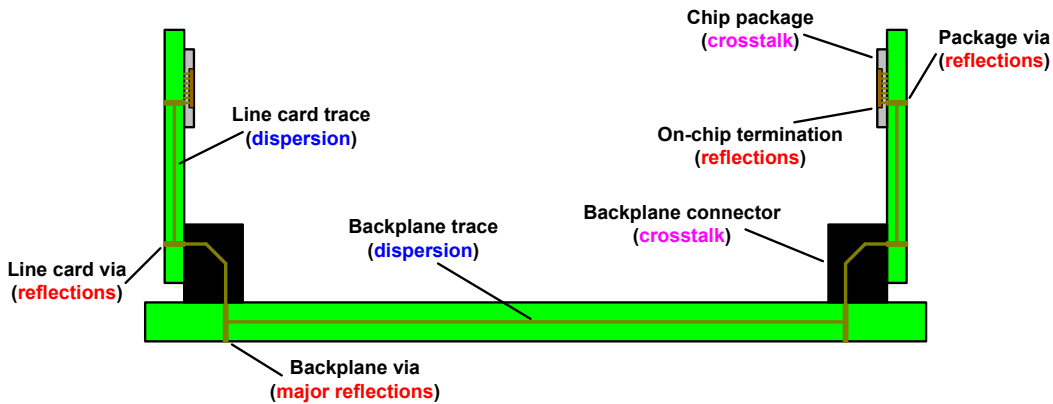 Chip package
(crosstalk)
Package via
(reflections)
Line card trace
(dispersion)
On-chip termination
(reflections)
Backplane trace
(dispersion)
Backplane connector
(crosstalk)
Line card via
(reflections)
Backplane via
(major reflections)